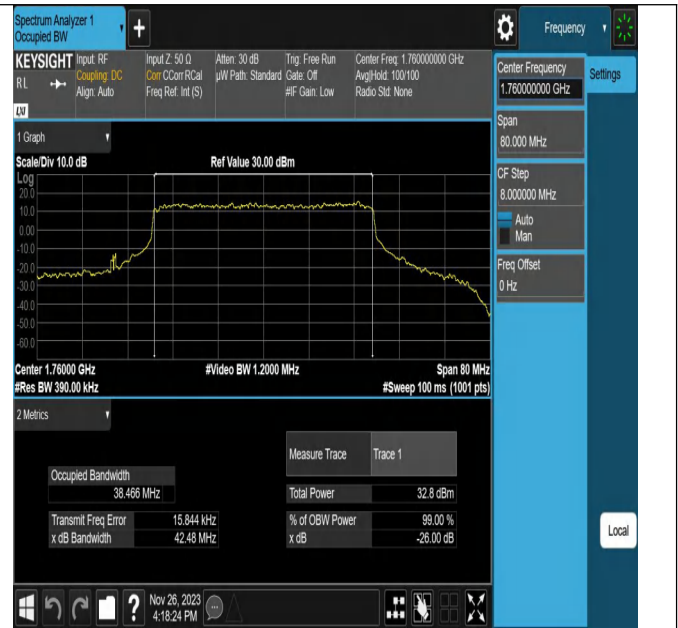 Spectrum Analyzer 1
Occupied BW
+
Frequency
KEYSIGHT
RL
LXI
Input: RF
Coupling: DC
Align: Auto
Input Z: 50 Ω
Corr CCorr RCal
Freq Ref: Int (S)
Atten: 30 dB
µW Path: Standard
Trig: Free Run
Gate: Off
#IF Gain: Low
Center Freq: 1.760000000 GHz
Avg|Hold: 100/100
Radio Std: None
Center Frequency
1.760000000 GHz
Settings
Span
80.000 MHz
CF Step
8.000000 MHz
Auto
Man
Freq Offset
0 Hz
1 Graph
Scale/Div 10.0 dB
Ref Value 30.00 dBm
Log
20.0
10.0
0.00
-10.0
-20.0
-30.0
-40.0
-50.0
-60.0
Center 1.76000 GHz
#Video BW 1.2000 MHz
Span 80 MHz
#Res BW 390.00 kHz
#Sweep 100 ms (1001 pts)
2 Metrics
Measure Trace
Trace 1
Occupied Bandwidth
38.466 MHz
Total Power
32.8 dBm
Transmit Freq Error
15.844 kHz
% of OBW Power
99.00 %
x dB Bandwidth
42.48 MHz
x dB
-26.00 dB
Local
?
Nov 26, 2023
4:18:24 PM